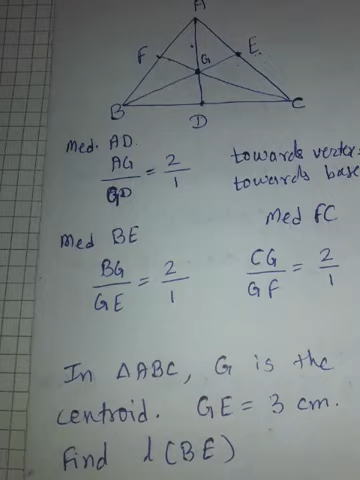 A
F
E
G
B
D
C
Med. AD.
AG/GD = 2/1 towards vertex
towards base
Med BE
Med FC
BG/GE = 2/1 CG/GF = 2/1
In ΔABC, G is the
centroid. GE = 3 cm.
Find l(BE)